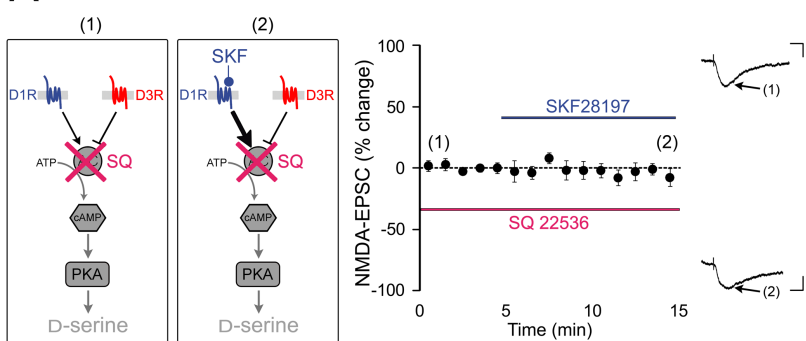 (1)
(2)
SKF
D1R
D3R
D1R
D3R
SQ
SQ
ATP
ATP
cAMP
cAMP
PKA
PKA
D-serine
D-serine
NMDA-EPSC (% change)
100
50
0
-50
-100
SKF28197
(1)
(2)
SQ 22536
0
5
10
15
Time (min)
(1)
(2)